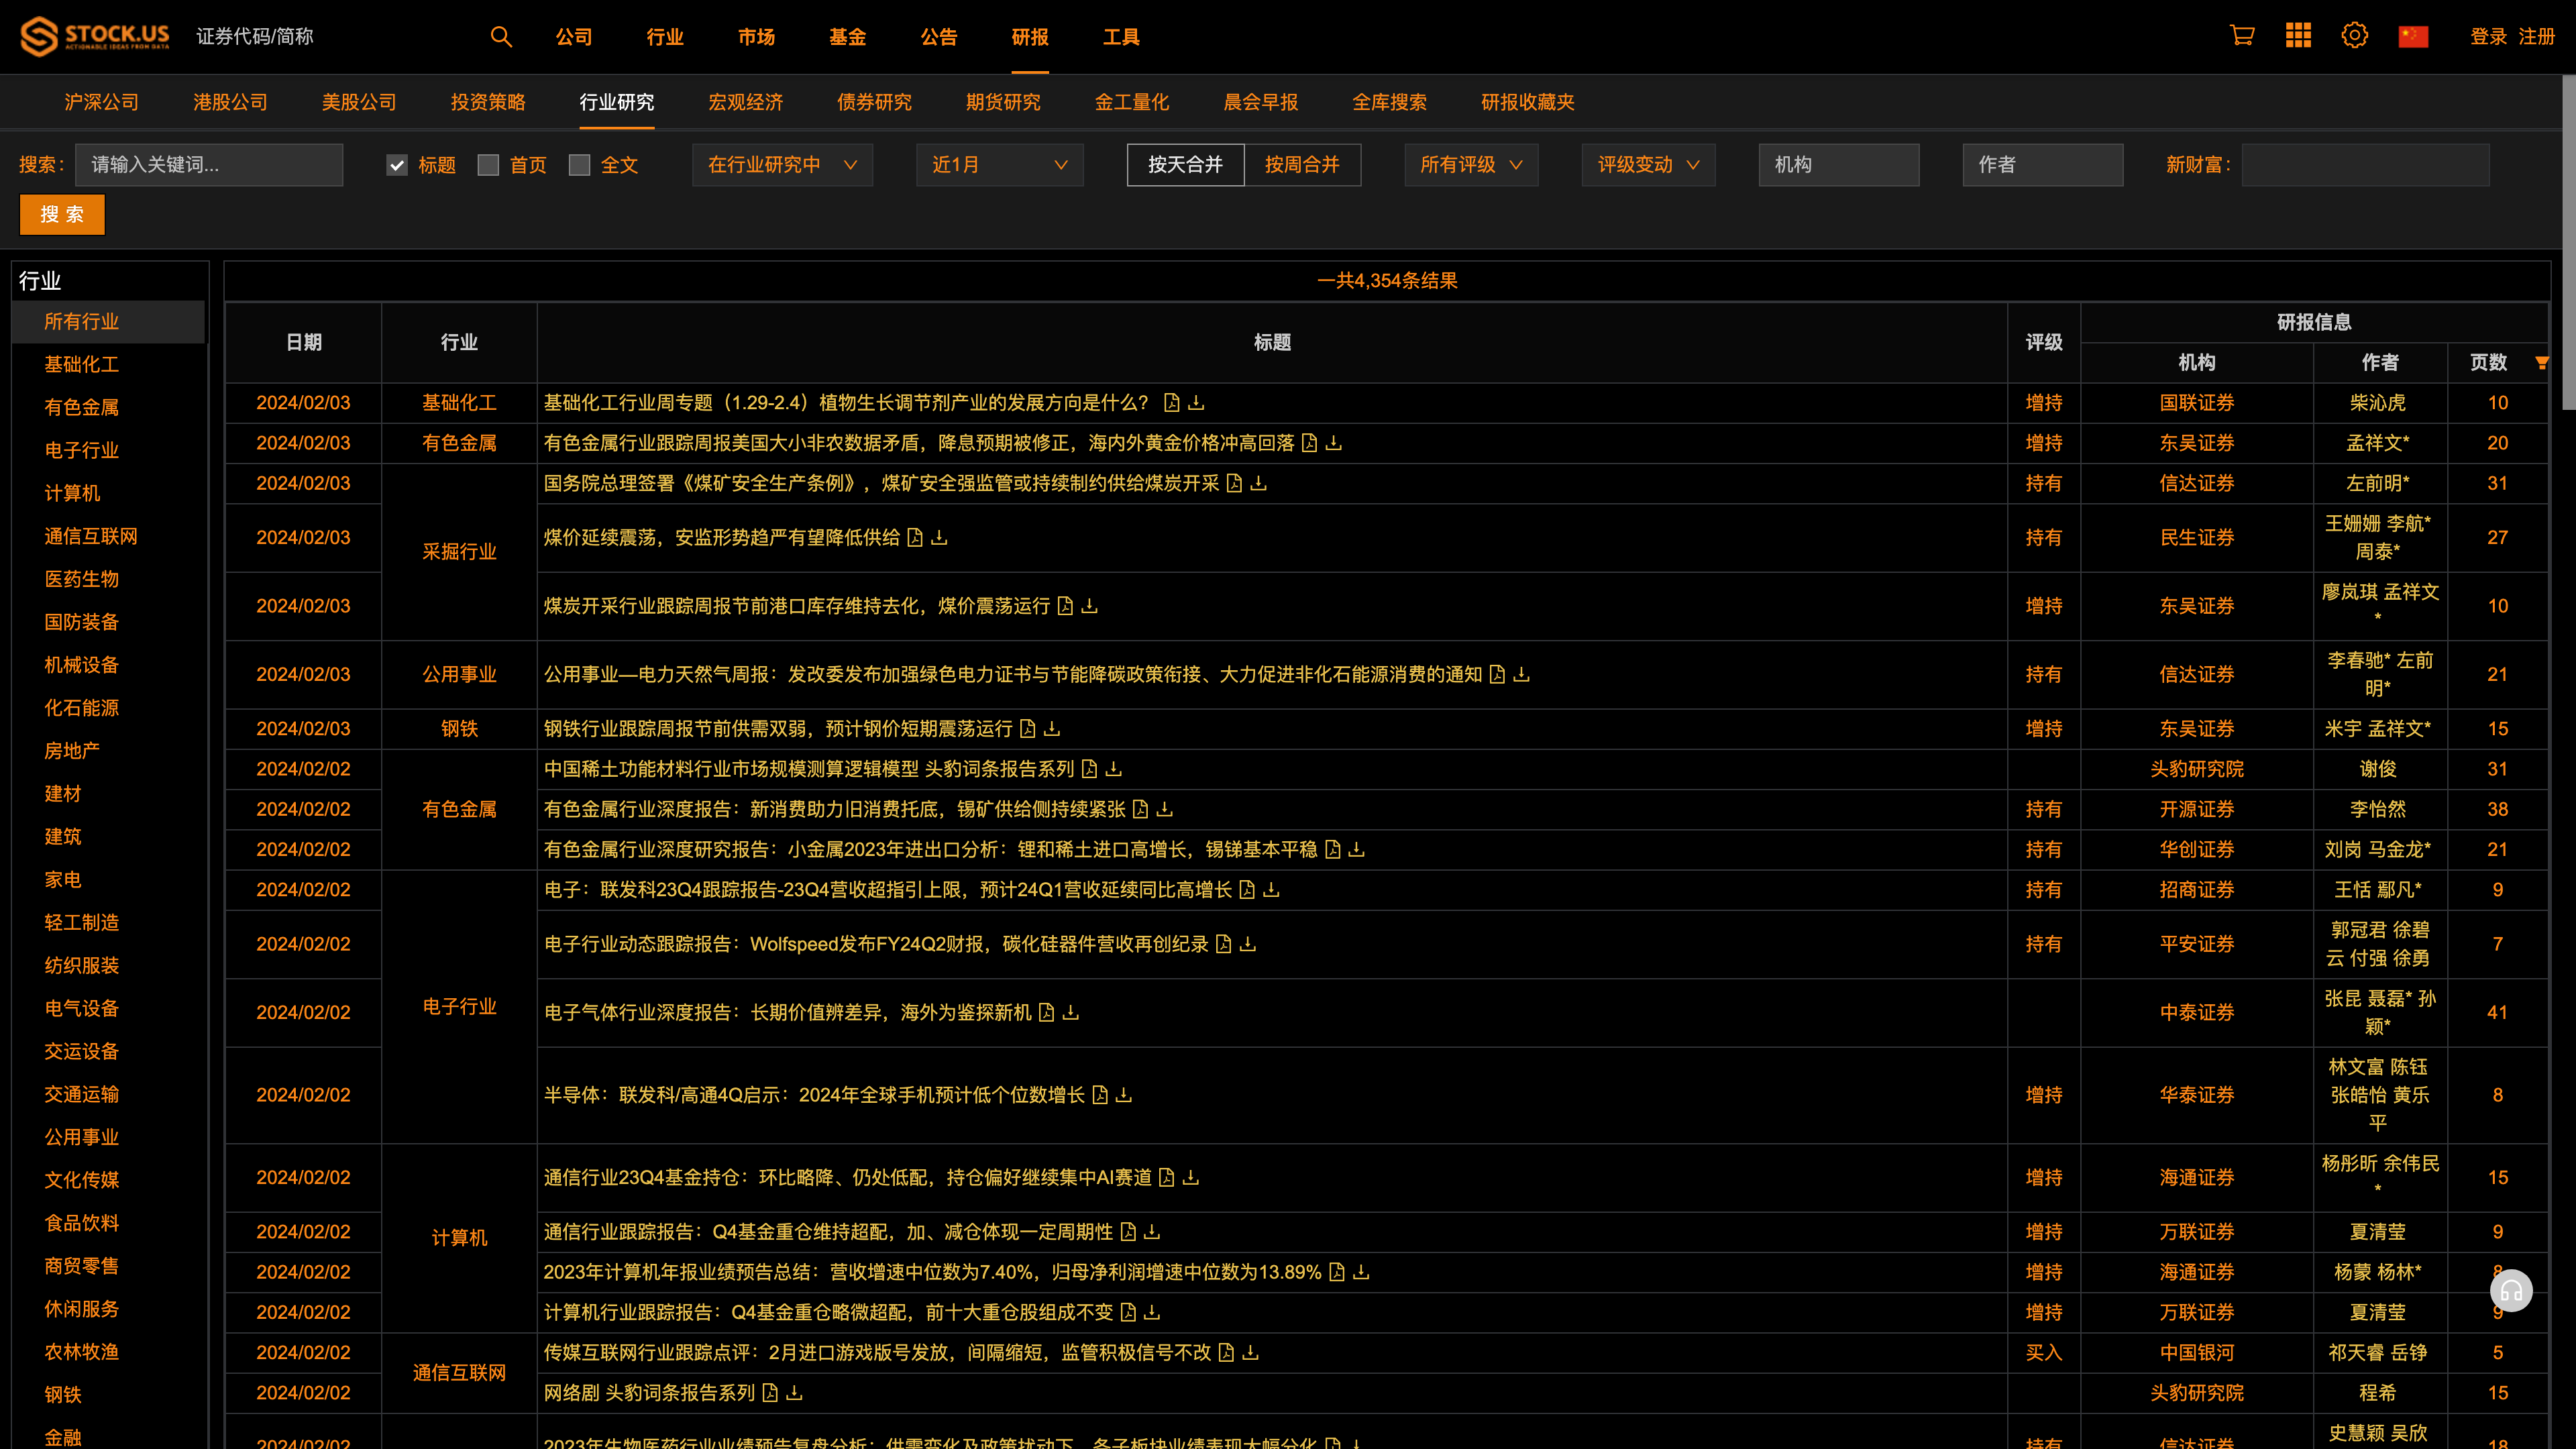 STOCK.US
ACTIONABLE IDEAS FROM DATA
证券代码/简称
公司 行业 市场 基金 公告 研报 工具
登录 注册
沪深公司 港股公司 美股公司 投资策略 行业研究 宏观经济 债券研究 期货研究 金工量化 晨会早报 全库搜索 研报收藏夹
搜索： 请输入关键词... 标题 首页 全文 在行业研究中 近1月 按天合并 按周合并 所有评级 评级变动 机构 作者 新财富：
搜 索
行业
所有行业
基础化工
有色金属
电子行业
计算机
通信互联网
医药生物
国防装备
机械设备
化石能源
房地产
建材
建筑
家电
轻工制造
纺织服装
电气设备
交运设备
交通运输
公用事业
文化传媒
食品饮料
商贸零售
休闲服务
农林牧渔
钢铁
金融
一共4,354条结果
日期 行业 标题 评级 研报信息
机构 作者 页数
2024/02/03 基础化工 基础化工行业周专题（1.29-2.4）植物生长调节剂产业的发展方向是什么？ 增持 国联证券 柴沁虎 10
2024/02/03 有色金属 有色金属行业跟踪周报美国大小非农数据矛盾，降息预期被修正，海内外黄金价格冲高回落 增持 东吴证券 孟祥文* 20
2024/02/03 采掘行业 国务院总理签署《煤矿安全生产条例》，煤矿安全强监管或持续制约供给煤炭开采 持有 信达证券 左前明* 31
2024/02/03 煤价延续震荡，安监形势趋严有望降低供给 持有 民生证券 王姗姗 李航* 周泰* 27
2024/02/03 煤炭开采行业跟踪周报节前港口库存维持去化，煤价震荡运行 增持 东吴证券 廖岚琪 孟祥文* 10
2024/02/03 公用事业 公用事业—电力天然气周报：发改委发布加强绿色电力证书与节能降碳政策衔接、大力促进非化石能源消费的通知 持有 信达证券 李春驰* 左前明* 21
2024/02/03 钢铁 钢铁行业跟踪周报节前供需双弱，预计钢价短期震荡运行 增持 东吴证券 米宇 孟祥文* 15
2024/02/02 有色金属 中国稀土功能材料行业市场规模测算逻辑模型 头豹词条报告系列 头豹研究院 谢俊 31
2024/02/02 有色金属行业深度报告：新消费助力旧消费托底，锡矿供给侧持续紧张 持有 开源证券 李怡然 38
2024/02/02 有色金属行业深度研究报告：小金属2023年进出口分析：锂和稀土进口高增长，锡锑基本平稳 持有 华创证券 刘岗 马金龙* 21
2024/02/02 电子行业 电子：联发科23Q4跟踪报告-23Q4营收超指引上限，预计24Q1营收延续同比高增长 持有 招商证券 王恬 鄢凡* 9
2024/02/02 电子行业动态跟踪报告：Wolfspeed发布FY24Q2财报，碳化硅器件营收再创纪录 持有 平安证券 郭冠君 徐碧云 付强 徐勇 7
2024/02/02 电子气体行业深度报告：长期价值辨差异，海外为鉴探新机 中泰证券 张昆 聂磊* 孙颖* 41
2024/02/02 半导体：联发科/高通4Q启示：2024年全球手机预计低个位数增长 增持 华泰证券 林文富 陈钰 张皓怡 黄乐平 8
2024/02/02 计算机 通信行业23Q4基金持仓：环比略降、仍处低配，持仓偏好继续集中AI赛道 增持 海通证券 杨彤昕 余伟民* 15
2024/02/02 通信行业跟踪报告：Q4基金重仓维持超配，加、减仓体现一定周期性 增持 万联证券 夏清莹 9
2024/02/02 2023年计算机年报业绩预告总结：营收增速中位数为7.40%，归母净利润增速中位数为13.89% 增持 海通证券 杨蒙 杨林* 8
2024/02/02 计算机行业跟踪报告：Q4基金重仓略微超配，前十大重仓股组成不变 增持 万联证券 夏清莹 9
2024/02/02 通信互联网 传媒互联网行业跟踪点评：2月进口游戏版号发放，间隔缩短，监管积极信号不改 买入 中国银河 祁天睿 岳铮 5
2024/02/02 网络剧 头豹词条报告系列 头豹研究院 程希 15
2024/02/02 2023年生物医药行业业绩预告复盘分析：供需变化及政策扰动下，各子板块业绩表现大幅分化 持有 信达证券 史慧颖 吴欣 18